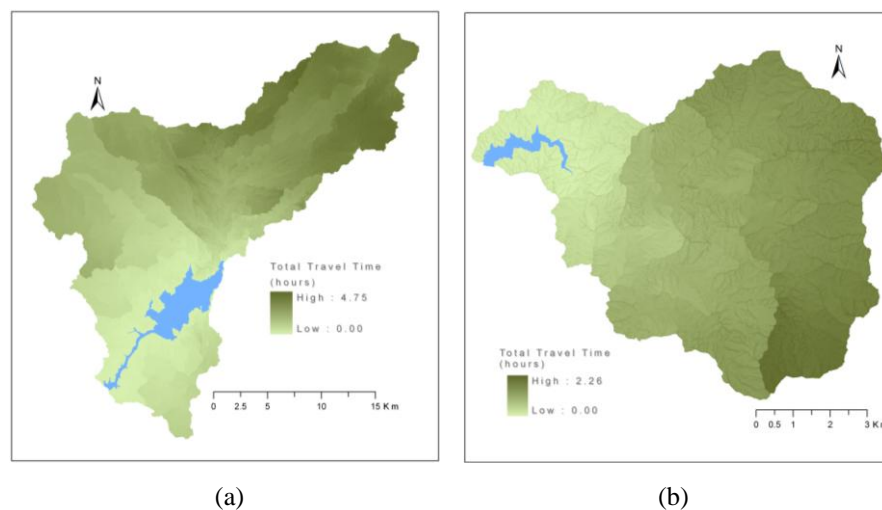 N
Total Travel Time
(hours)
High : 4.75
Low : 0.00
0 2.5 5 10 15 Km
(a)
N
Total Travel Time
(hours)
High : 2.26
Low : 0.00
0 0.5 1 2 3 Km
(b)